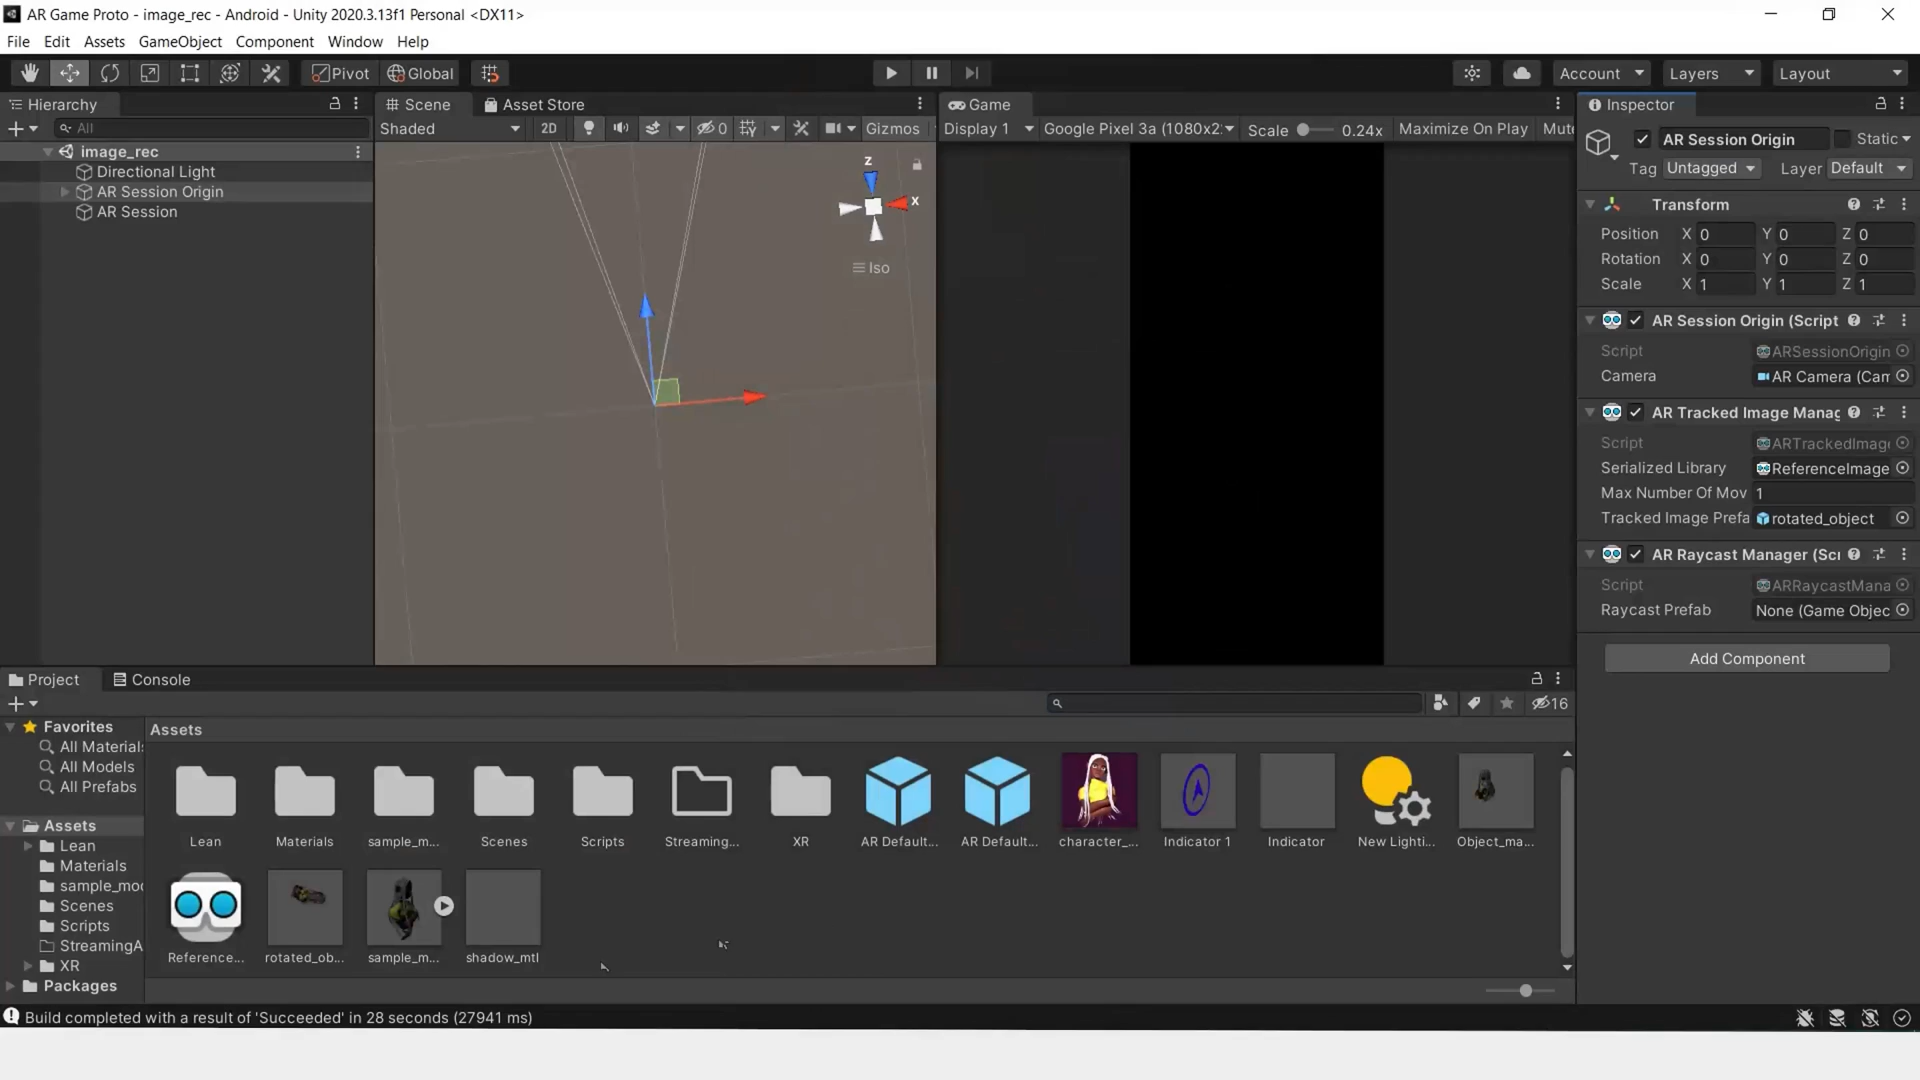 AR Game Proto - image_rec - Android - Unity 2020.3.13f1 Personal <DX11>
File Edit Assets GameObject Component Window Help
Pivot Global Account Layers Layout
Hierarchy
All
image_rec
Directional Light
AR Session Origin
AR Session
Scene Asset Store
Shaded 2D 0 Gizmos
z
x
Iso
Game
Display 1 Google Pixel 3a (1080x2: Scale 0.24x Maximize On Play Mute
Inspector
AR Session Origin Static
Tag Untagged Layer Default
Transform
Position X 0 Y 0 Z 0
Rotation X 0 Y 0 Z 0
Scale X 1 Y 1 Z 1
AR Session Origin (Script
Script ARSessionOrigin
Camera AR Camera (Cam
AR Tracked Image Manag
Script ARTrackedImage
Serialized Library ReferenceImage
Max Number Of Mov 1
Tracked Image Prefa rotated_object
AR Raycast Manager (Scr
Script ARRaycastMana
Raycast Prefab None (Game Objec
Add Component
Project Console
16
Favorites
All Materials
All Models
All Prefabs
Assets
Lean
Materials
sample_mod
Scenes
Scripts
StreamingA
XR
Packages
Assets
Lean Materials sample_m... Scenes Scripts Streaming... XR AR Default... AR Default... character_... Indicator 1 Indicator New Lighti... Object_ma...
Reference... rotated_ob... sample_m... shadow_mtl
Build completed with a result of 'Succeeded' in 28 seconds (27941 ms)